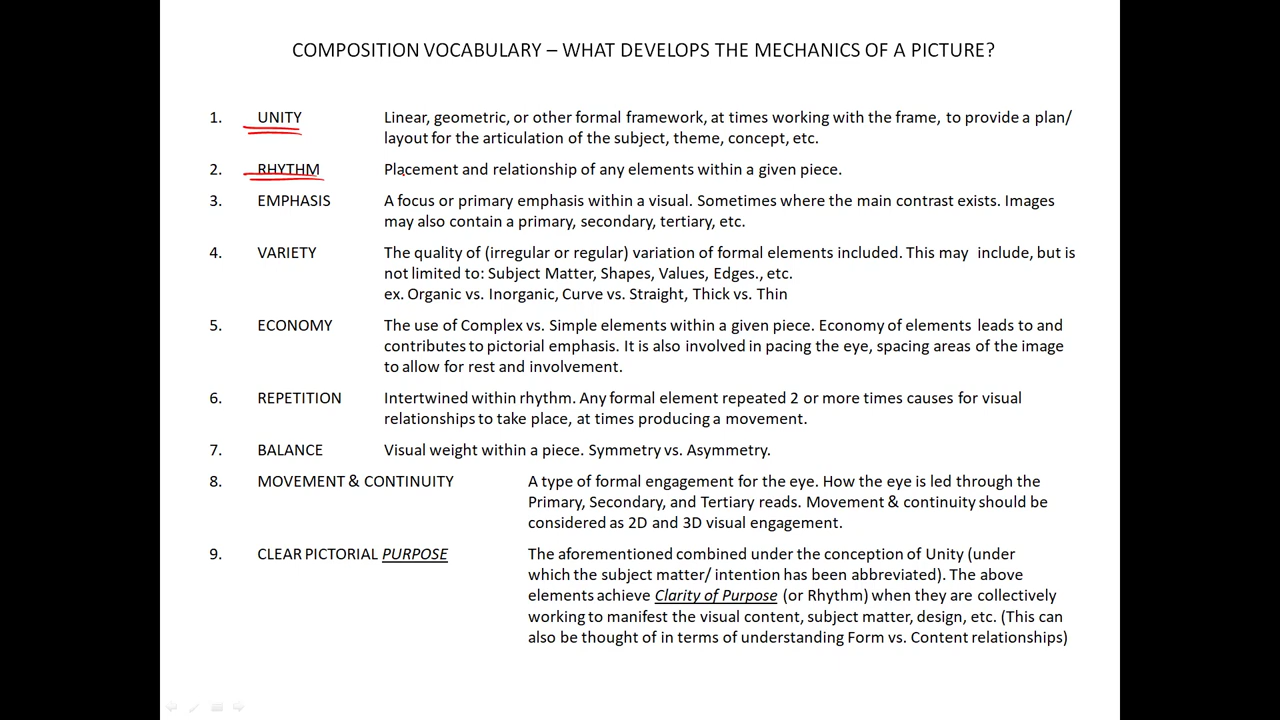 COMPOSITION VOCABULARY – WHAT DEVELOPS THE MECHANICS OF A PICTURE?
1. UNITY Linear, geometric, or other formal framework, at times working with the frame, to provide a plan/
layout for the articulation of the subject, theme, concept, etc.
2. RHYTHM Placement and relationship of any elements within a given piece.
3. EMPHASIS A focus or primary emphasis within a visual. Sometimes where the main contrast exists. Images
may also contain a primary, secondary, tertiary, etc.
4. VARIETY The quality of (irregular or regular) variation of formal elements included. This may include, but is
not limited to: Subject Matter, Shapes, Values, Edges., etc.
ex. Organic vs. Inorganic, Curve vs. Straight, Thick vs. Thin
5. ECONOMY The use of Complex vs. Simple elements within a given piece. Economy of elements leads to and
contributes to pictorial emphasis. It is also involved in pacing the eye, spacing areas of the image
to allow for rest and involvement.
6. REPETITION Intertwined within rhythm. Any formal element repeated 2 or more times causes for visual
relationships to take place, at times producing a movement.
7. BALANCE Visual weight within a piece. Symmetry vs. Asymmetry.
8. MOVEMENT & CONTINUITY A type of formal engagement for the eye. How the eye is led through the
Primary, Secondary, and Tertiary reads. Movement & continuity should be
considered as 2D and 3D visual engagement.
9. CLEAR PICTORIAL PURPOSE The aforementioned combined under the conception of Unity (under
which the subject matter/ intention has been abbreviated). The above
elements achieve Clarity of Purpose (or Rhythm) when they are collectively
working to manifest the visual content, subject matter, design, etc. (This can
also be thought of in terms of understanding Form vs. Content relationships)